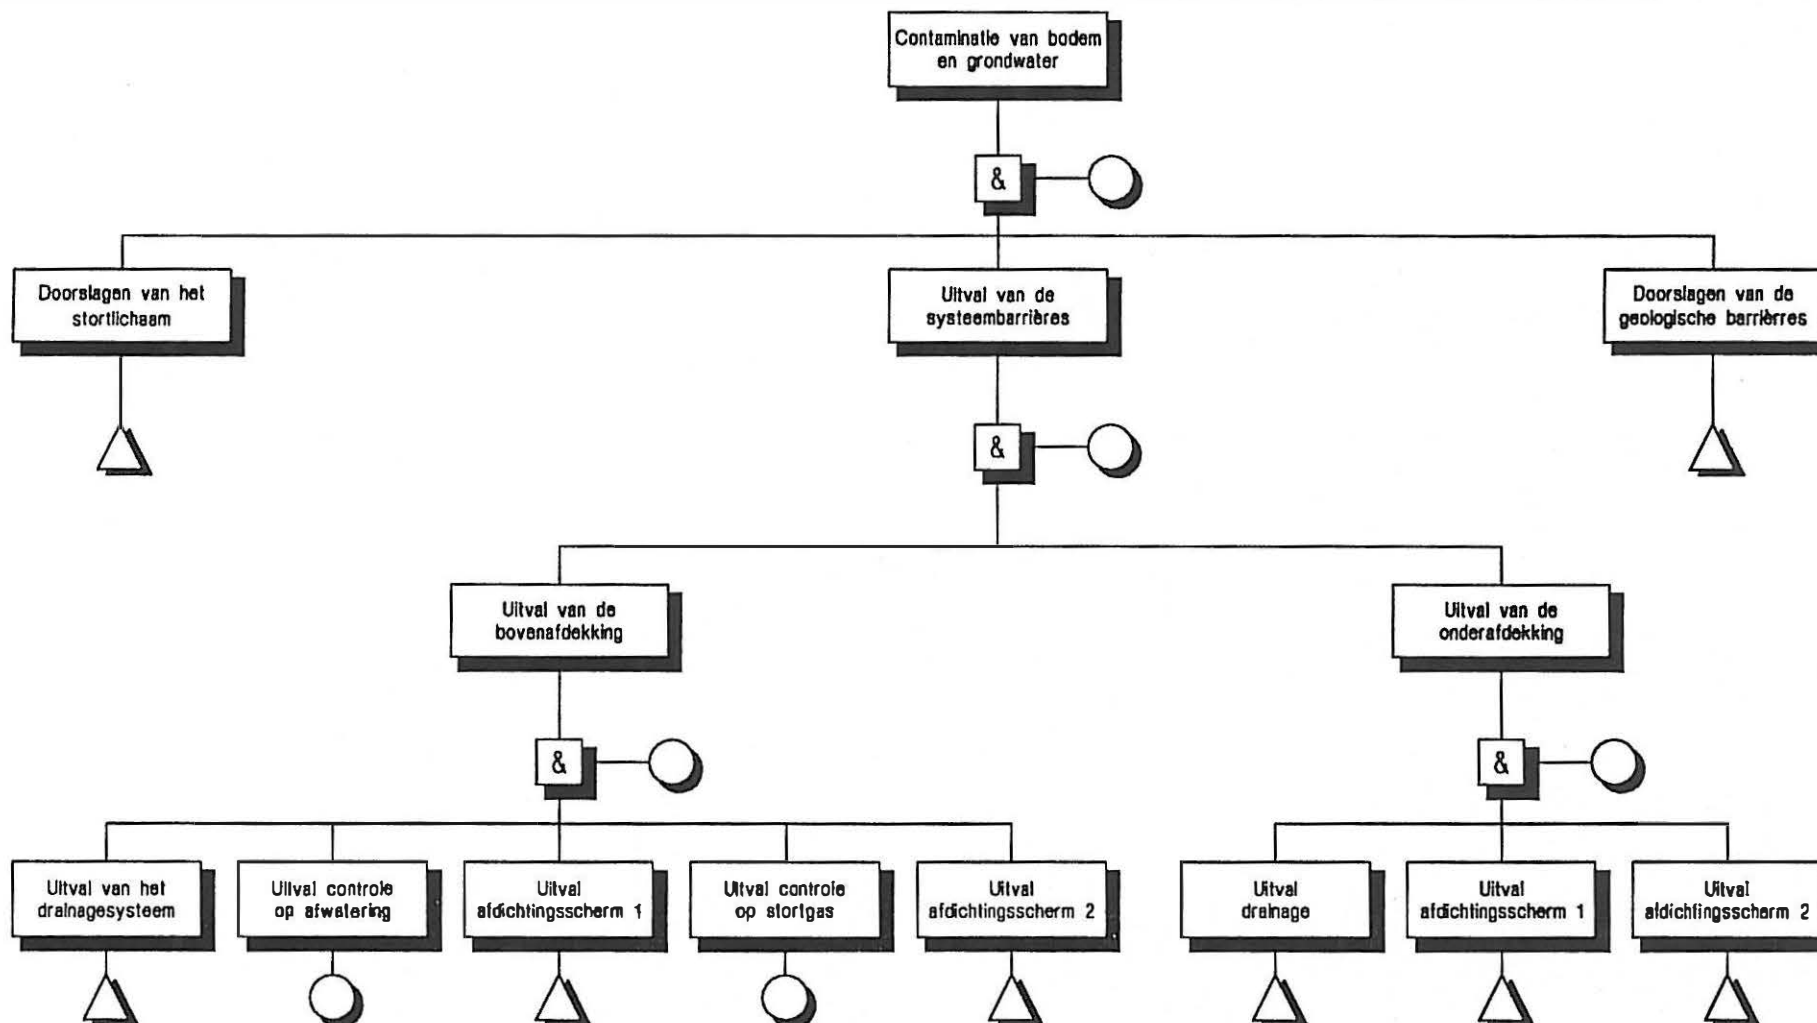 Contaminatie van bodem
en grondwater
&
Doorslagen van het
stortlichaam
Uitval van de
systeembarrières
Doorslagen van de
geologische barrièrres
&
Uitval van de
bovenafdekking
Uitval van de
onderafdekking
&
&
Uitval van het
drainagesysteem
Uitval controle
op afwatering
Uitval
afdichtingsscherm 1
Uitval controle
op stortgas
Uitval
afdichtingsscherm 2
Uitval
drainage
Uitval
afdichtingsscherm 1
Uitval
afdichtingsscherm 2